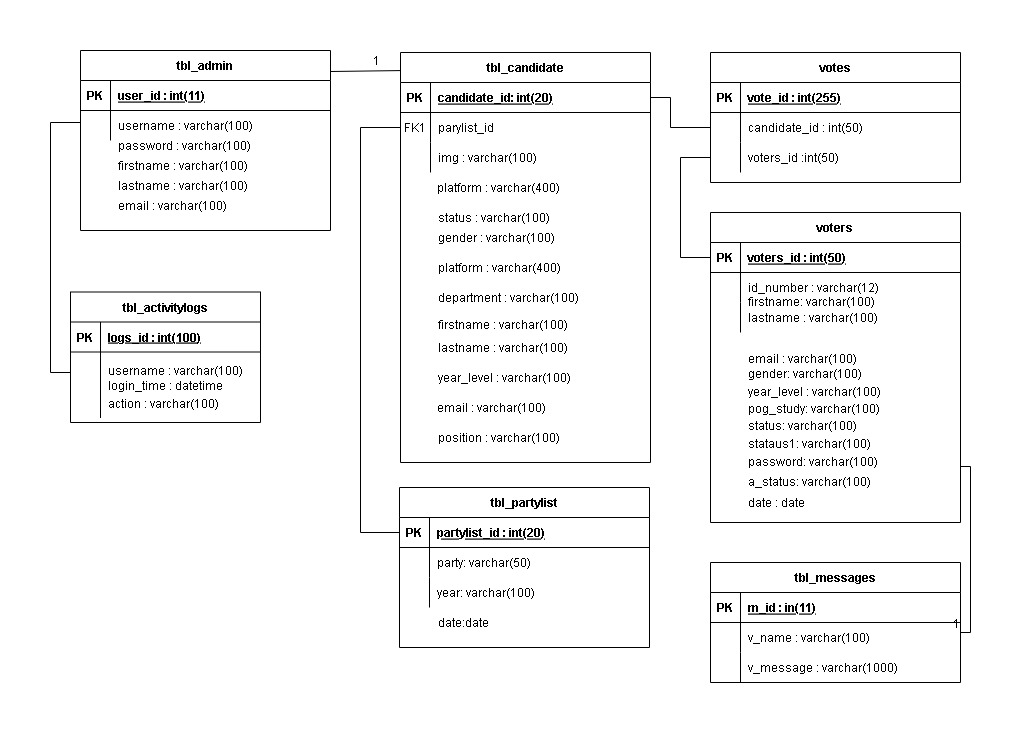 tbl_admin
PK user_id : int(11)
username : varchar(100)
password : varchar(100)
firstname : varchar(100)
lastname : varchar(100)
email : varchar(100)
1
tbl_candidate
PK candidate_id: int(20)
FK1 parylist_id
img : varchar(100)
platform : varchar(400)
status : varchar(100)
gender : varchar(100)
platform : varchar(400)
department : varchar(100)
firstname : varchar(100)
lastname : varchar(100)
year_level : varchar(100)
email : varchar(100)
position : varchar(100)
votes
PK vote_id : int(255)
candidate_id : int(50)
voters_id :int(50)
voters
PK voters_id : int(50)
id_number : varchar(12)
firstname: varchar(100)
lastname : varchar(100)
email : varchar(100)
gender: varchar(100)
year_level : varchar(100)
pog_study: varchar(100)
status: varchar(100)
stataus1: varchar(100)
password: varchar(100)
a_status: varchar(100)
date : date
tbl_activitylogs
PK logs_id : int(100)
username : varchar(100)
login_time : datetime
action : varchar(100)
tbl_partylist
PK partylist_id : int(20)
party: varchar(50)
year: varchar(100)
date:date
tbl_messages
PK m_id : in(11)
1
v_name : varchar(100)
v_message : varchar(1000)